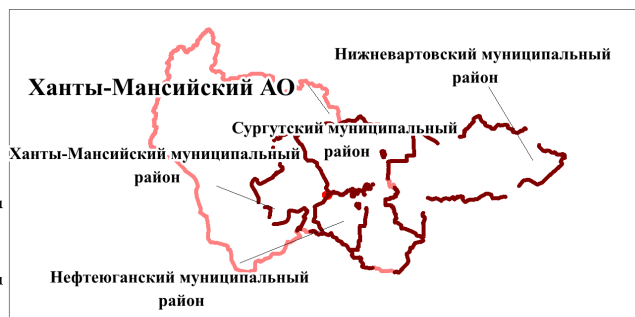 Нижневартовский муниципальный
район
Ханты-Мансийский АО
Сургутский муниципальный
район
Ханты-Мансийский муниципальный
район
Нефтеюганский муниципальный
район